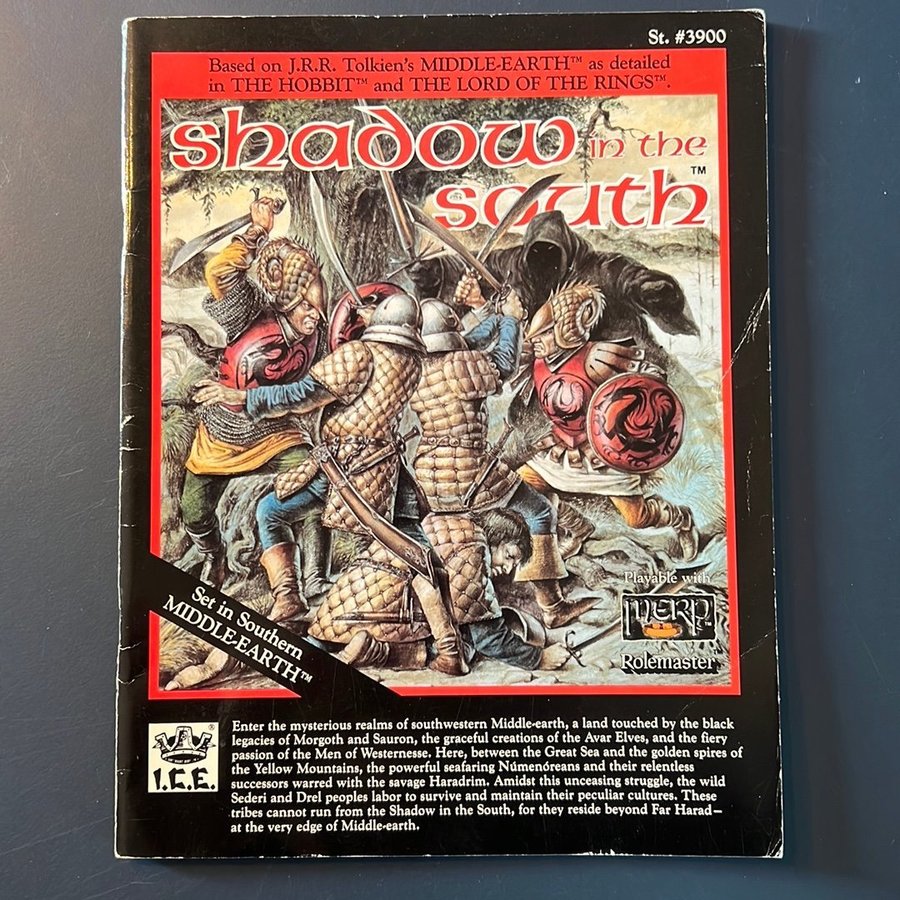 St. #3900
Based on J.R.R. Tolkien's MIDDLE-EARTH™ as detailed
in THE HOBBIT™ and THE LORD OF THE RINGS™.
shadow in the
south™
Playable with
MERP™
Rolemaster™
Set in Southern
MIDDLE-EARTH™
I.C.E.
Enter the mysterious realms of southwestern Middle-earth, a land touched by the black
legacies of Morgoth and Sauron, the graceful creations of the Avar Elves, and the fiery
passion of the Men of Westernesse. Here, between the Great Sea and the golden spires of
the Yellow Mountains, the powerful seafaring Númenóreans and their relentless
successors warred with the savage Haradrim. Amidst this unceasing struggle, the wild
Sederi and Drel peoples labor to survive and maintain their peculiar cultures. These
tribes cannot run from the Shadow in the South, for they reside beyond Far Harad—
at the very edge of Middle-earth.